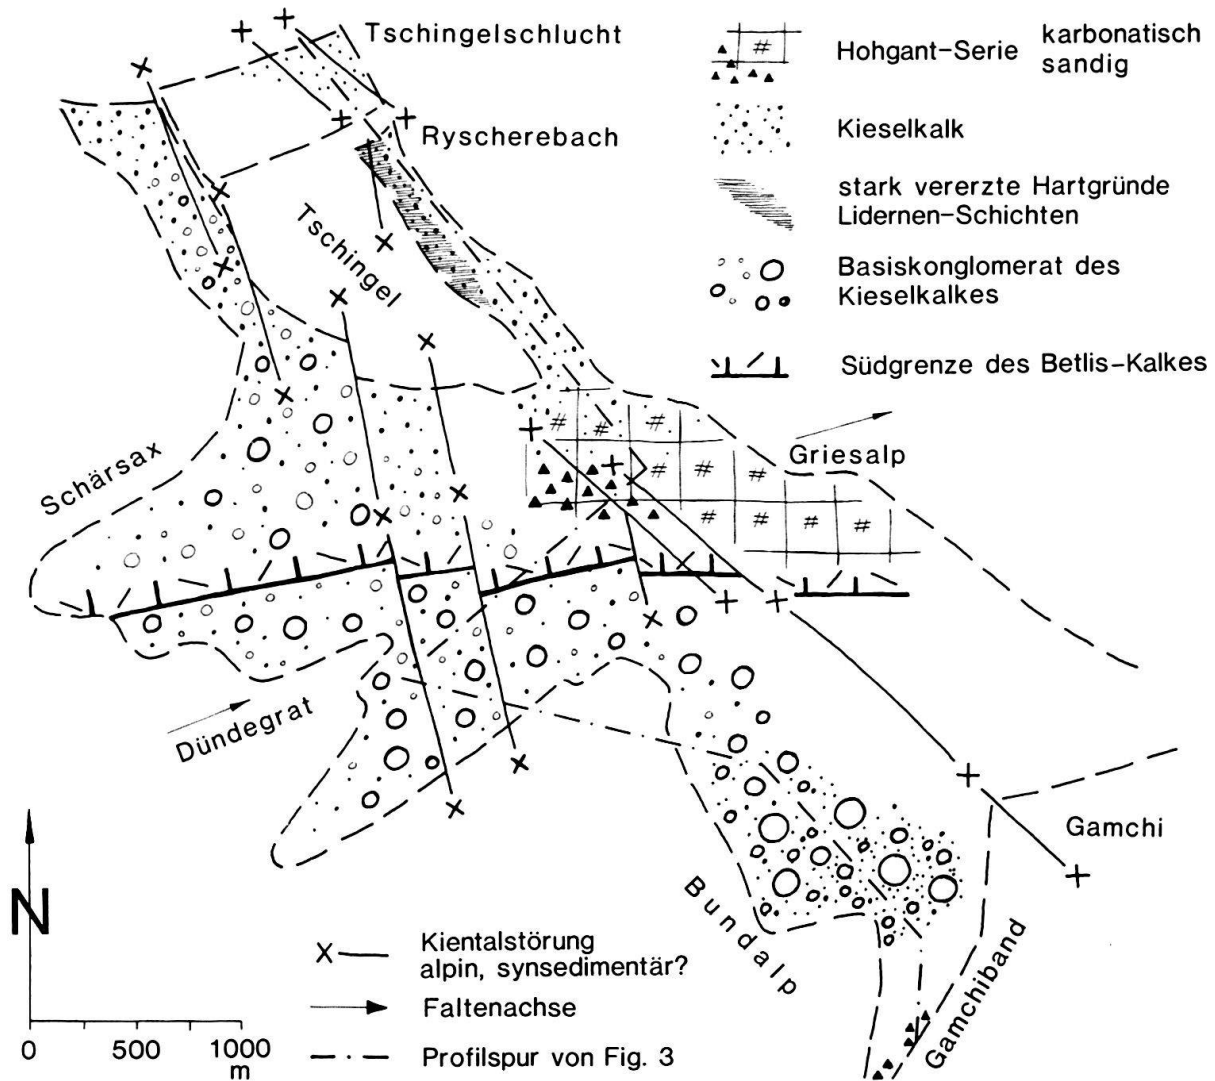 Tschingelschlucht
Ryscherebach
Tschingel
Schärsax
Griesalp
Dündegrat
Bundalp
Gamchi
Gamchiband
Hohgant-Serie karbonatisch
sandig
Kieselkalk
stark vererzte Hartgründe
Lidernen-Schichten
Basiskonglomerat des
Kieselkalkes
Südgrenze des Betlis-Kalkes
N
0 500 1000
m
Kientalstörung
alpin, synsedimentär?
Faltenachse
Profilspur von Fig. 3